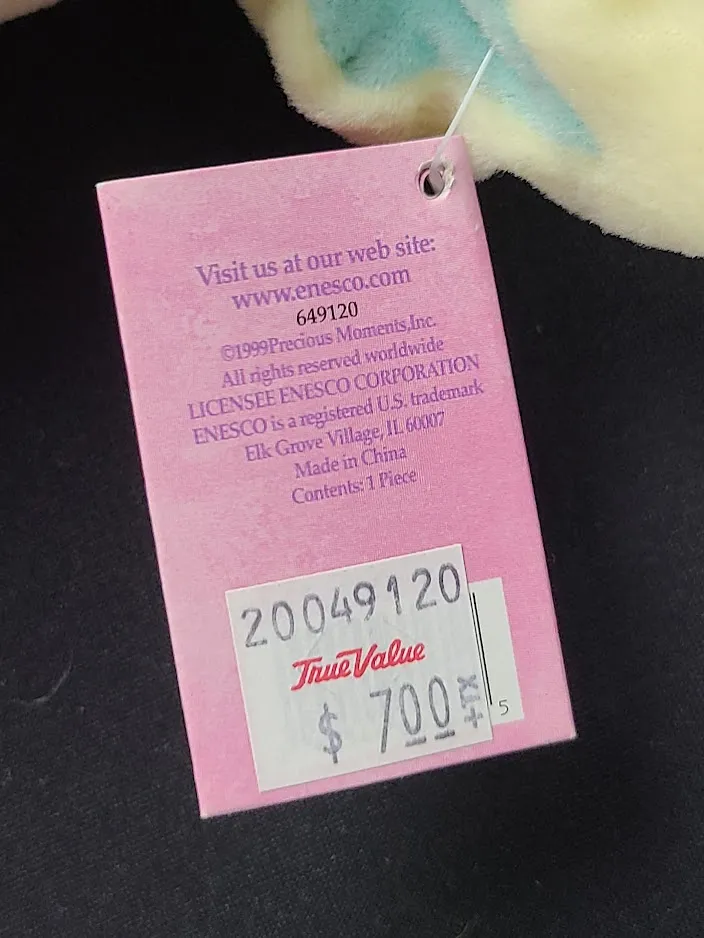 Visit us at our web site:
www.enesco.com
649120
©1999Precious Moments,Inc.
All rights reserved worldwide
LICENSEE ENESCO CORPORATION
ENESCO is a registered U.S. trademark
Elk Grove Village, IL 60007
Made in China
Contents: 1 Piece
20049120
True Value
$ 700
+TX
5